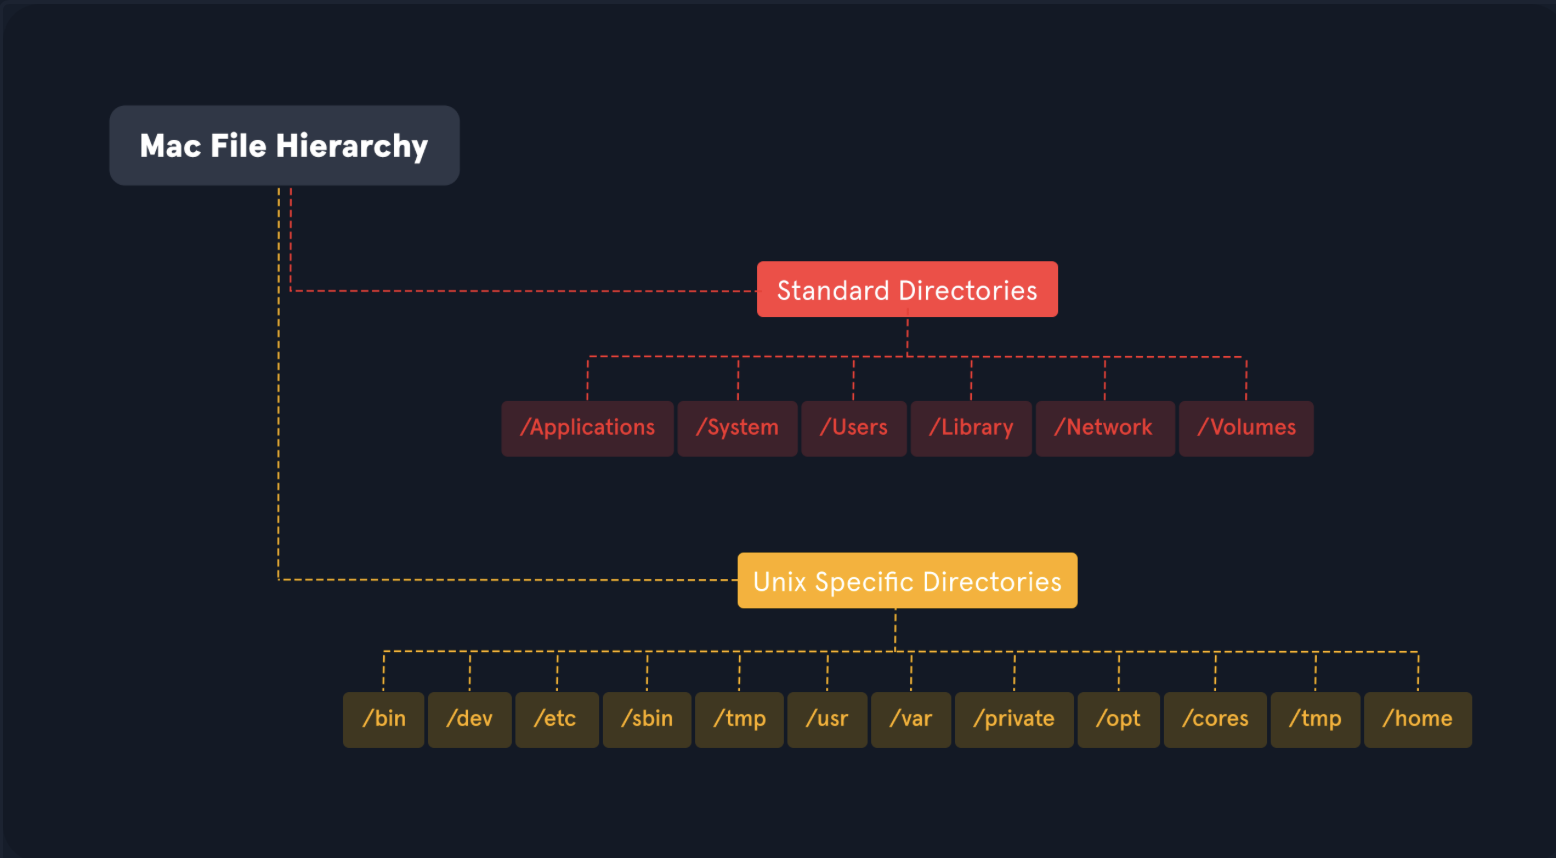 Mac File Hierarchy
Standard Directories
/Applications /System /Users /Library /Network /Volumes
Unix Specific Directories
/bin /dev /etc /sbin /tmp /usr /var /private /opt /cores /tmp /home